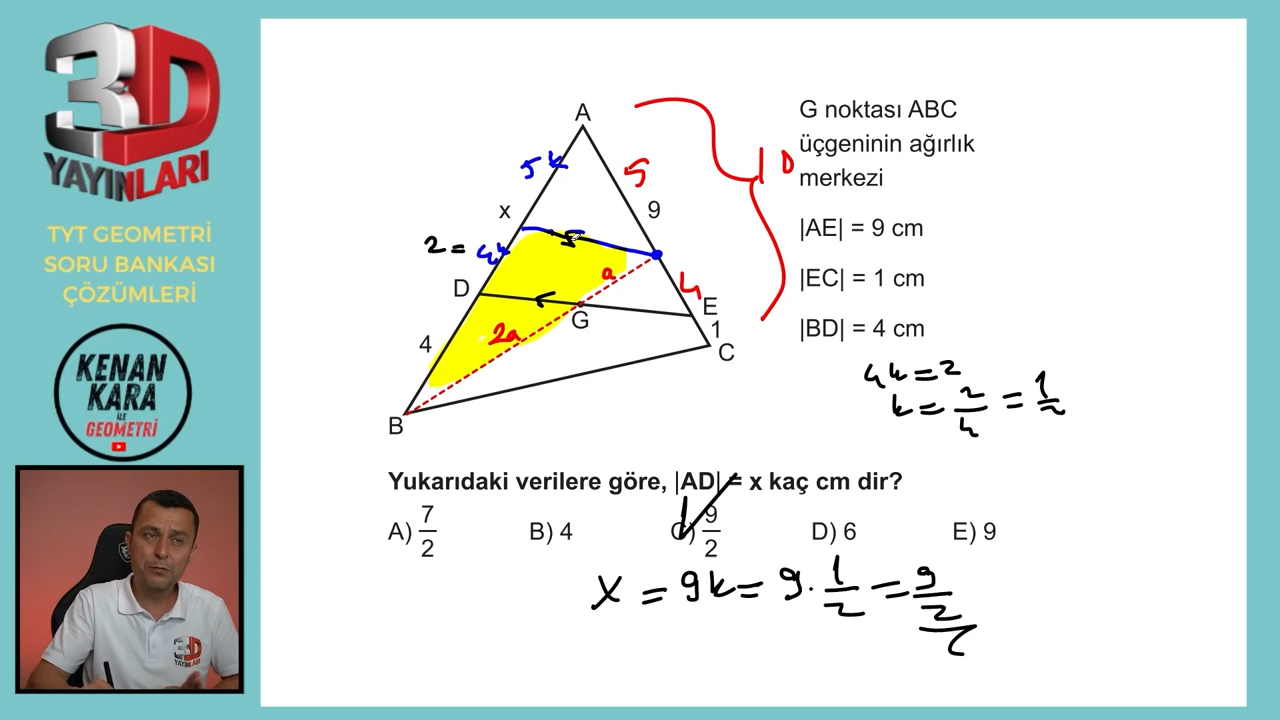 3D
YAYINLARI
TYT GEOMETRİ
SORU BANKASI
ÇÖZÜMLERİ
KENAN
KARA
İLE
GEOMETRİ
3D
YAYINLARI
A
5k
5
10
x
9
2 = 4k
a
4
D
G
E
2a
1
4
C
B
G noktası ABC
üçgeninin ağırlık
merkezi
|AE| = 9 cm
|EC| = 1 cm
|BD| = 4 cm
4k = 2
k = 2/4 = 1/2
Yukarıdaki verilere göre, |AD| = x kaç cm dir?
A) 7/2 B) 4 C) 9/2 D) 6 E) 9
x = 9k = 9 · 1/2 = 9/2